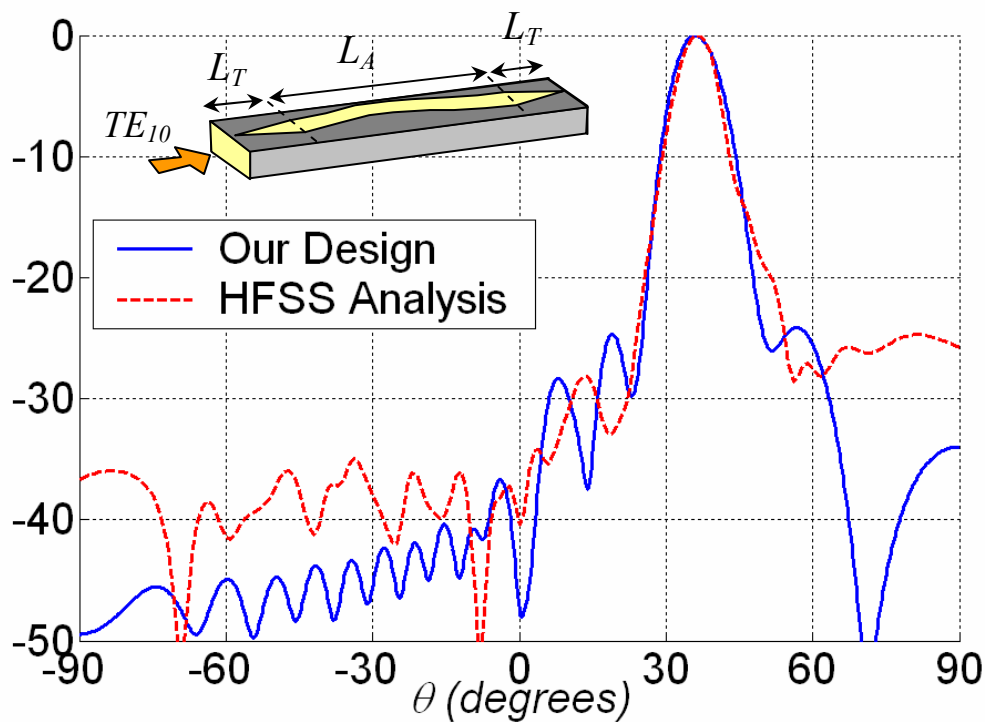 0
-10
-20
-30
-40
-50
L_T
L_A
L_T
TE_10
Our Design
HFSS Analysis
-90
-60
-30
0
30
60
90
θ (degrees)